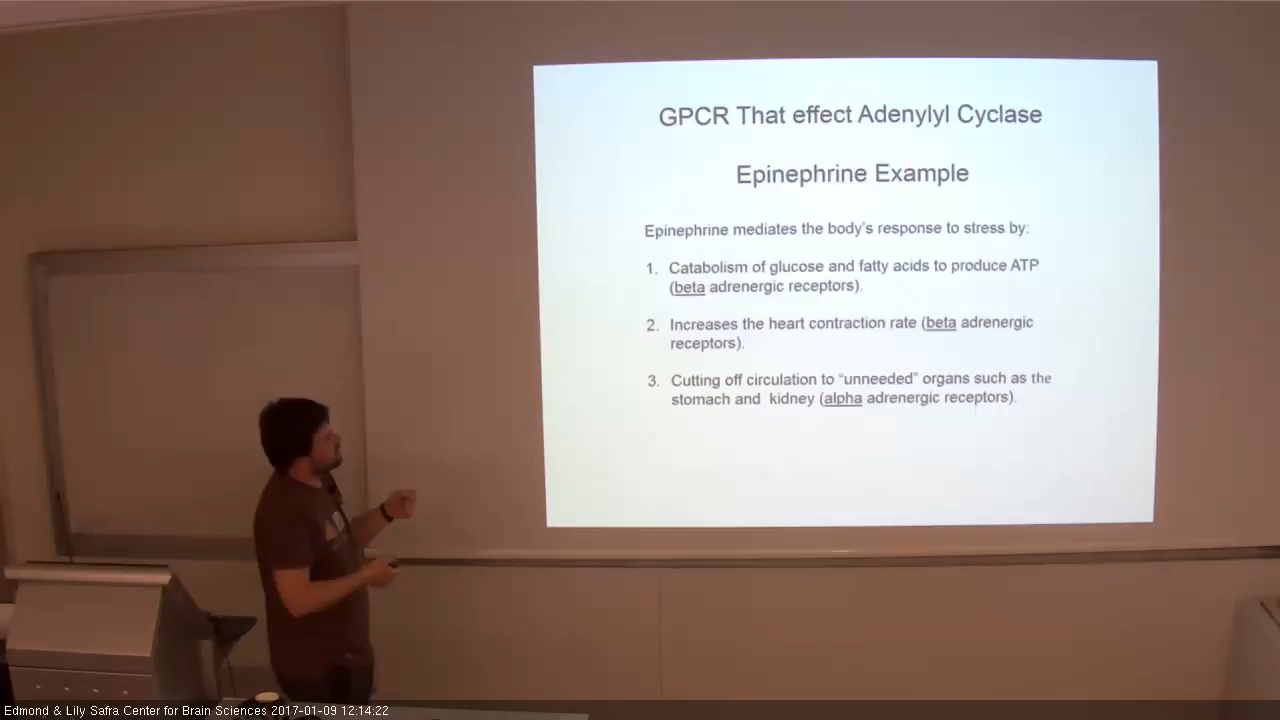 GPCR That effect Adenylyl Cyclase
Epinephrine Example
Epinephrine mediates the body's response to stress by:
1. Catabolism of glucose and fatty acids to produce ATP
(beta adrenergic receptors).
2. Increases the heart contraction rate (beta adrenergic
receptors).
3. Cutting off circulation to "unneeded" organs such as the
stomach and kidney (alpha adrenergic receptors).
Edmond & Lily Safra Center for Brain Sciences 2017-01-09 12:14:22